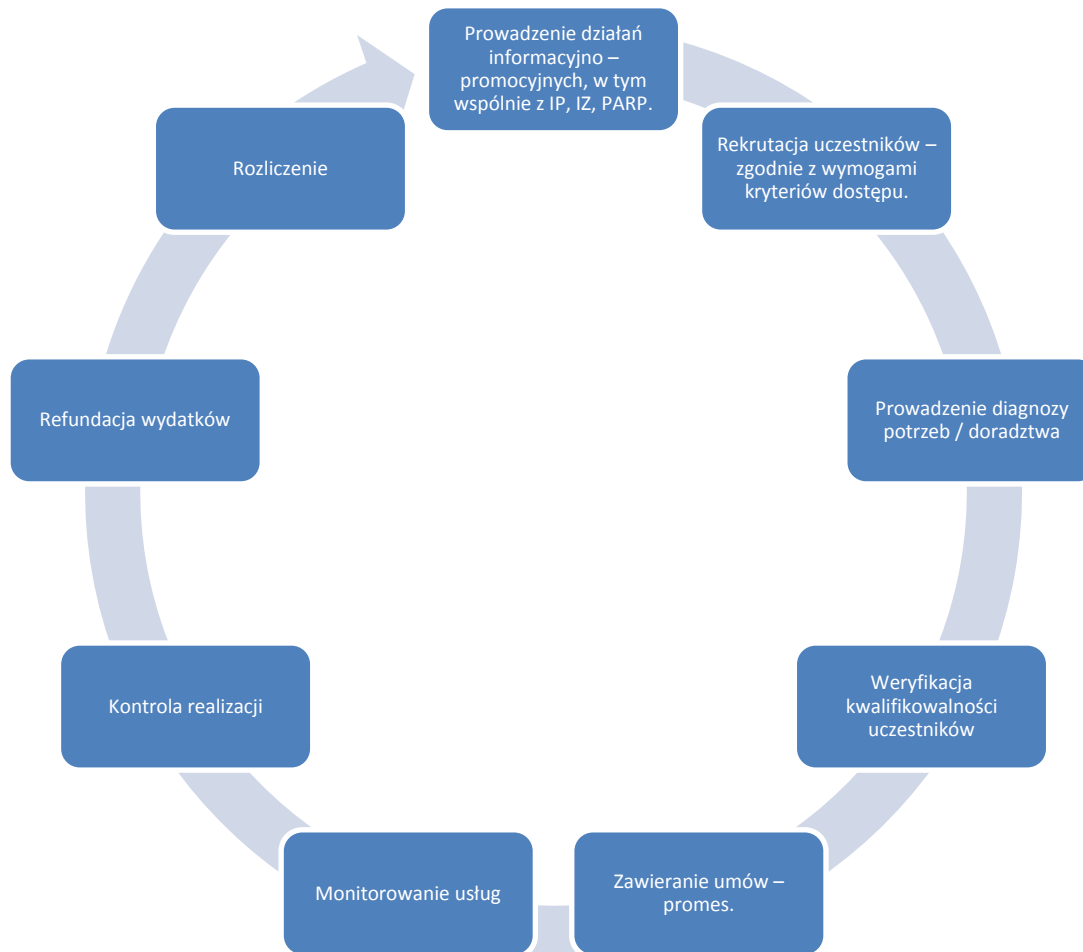 Prowadzenie działań
informacyjno –
promocyjnych, w tym
wspólnie z IP, IZ, PARP.
Rekrutacja uczestników –
zgodnie z wymogami
kryteriów dostępu.
Prowadzenie diagnozy
potrzeb / doradztwa
Weryfikacja
kwalifikowalności
uczestników
Zawieranie umów –
promes.
Monitorowanie usług
Kontrola realizacji
Refundacja wydatków
Rozliczenie